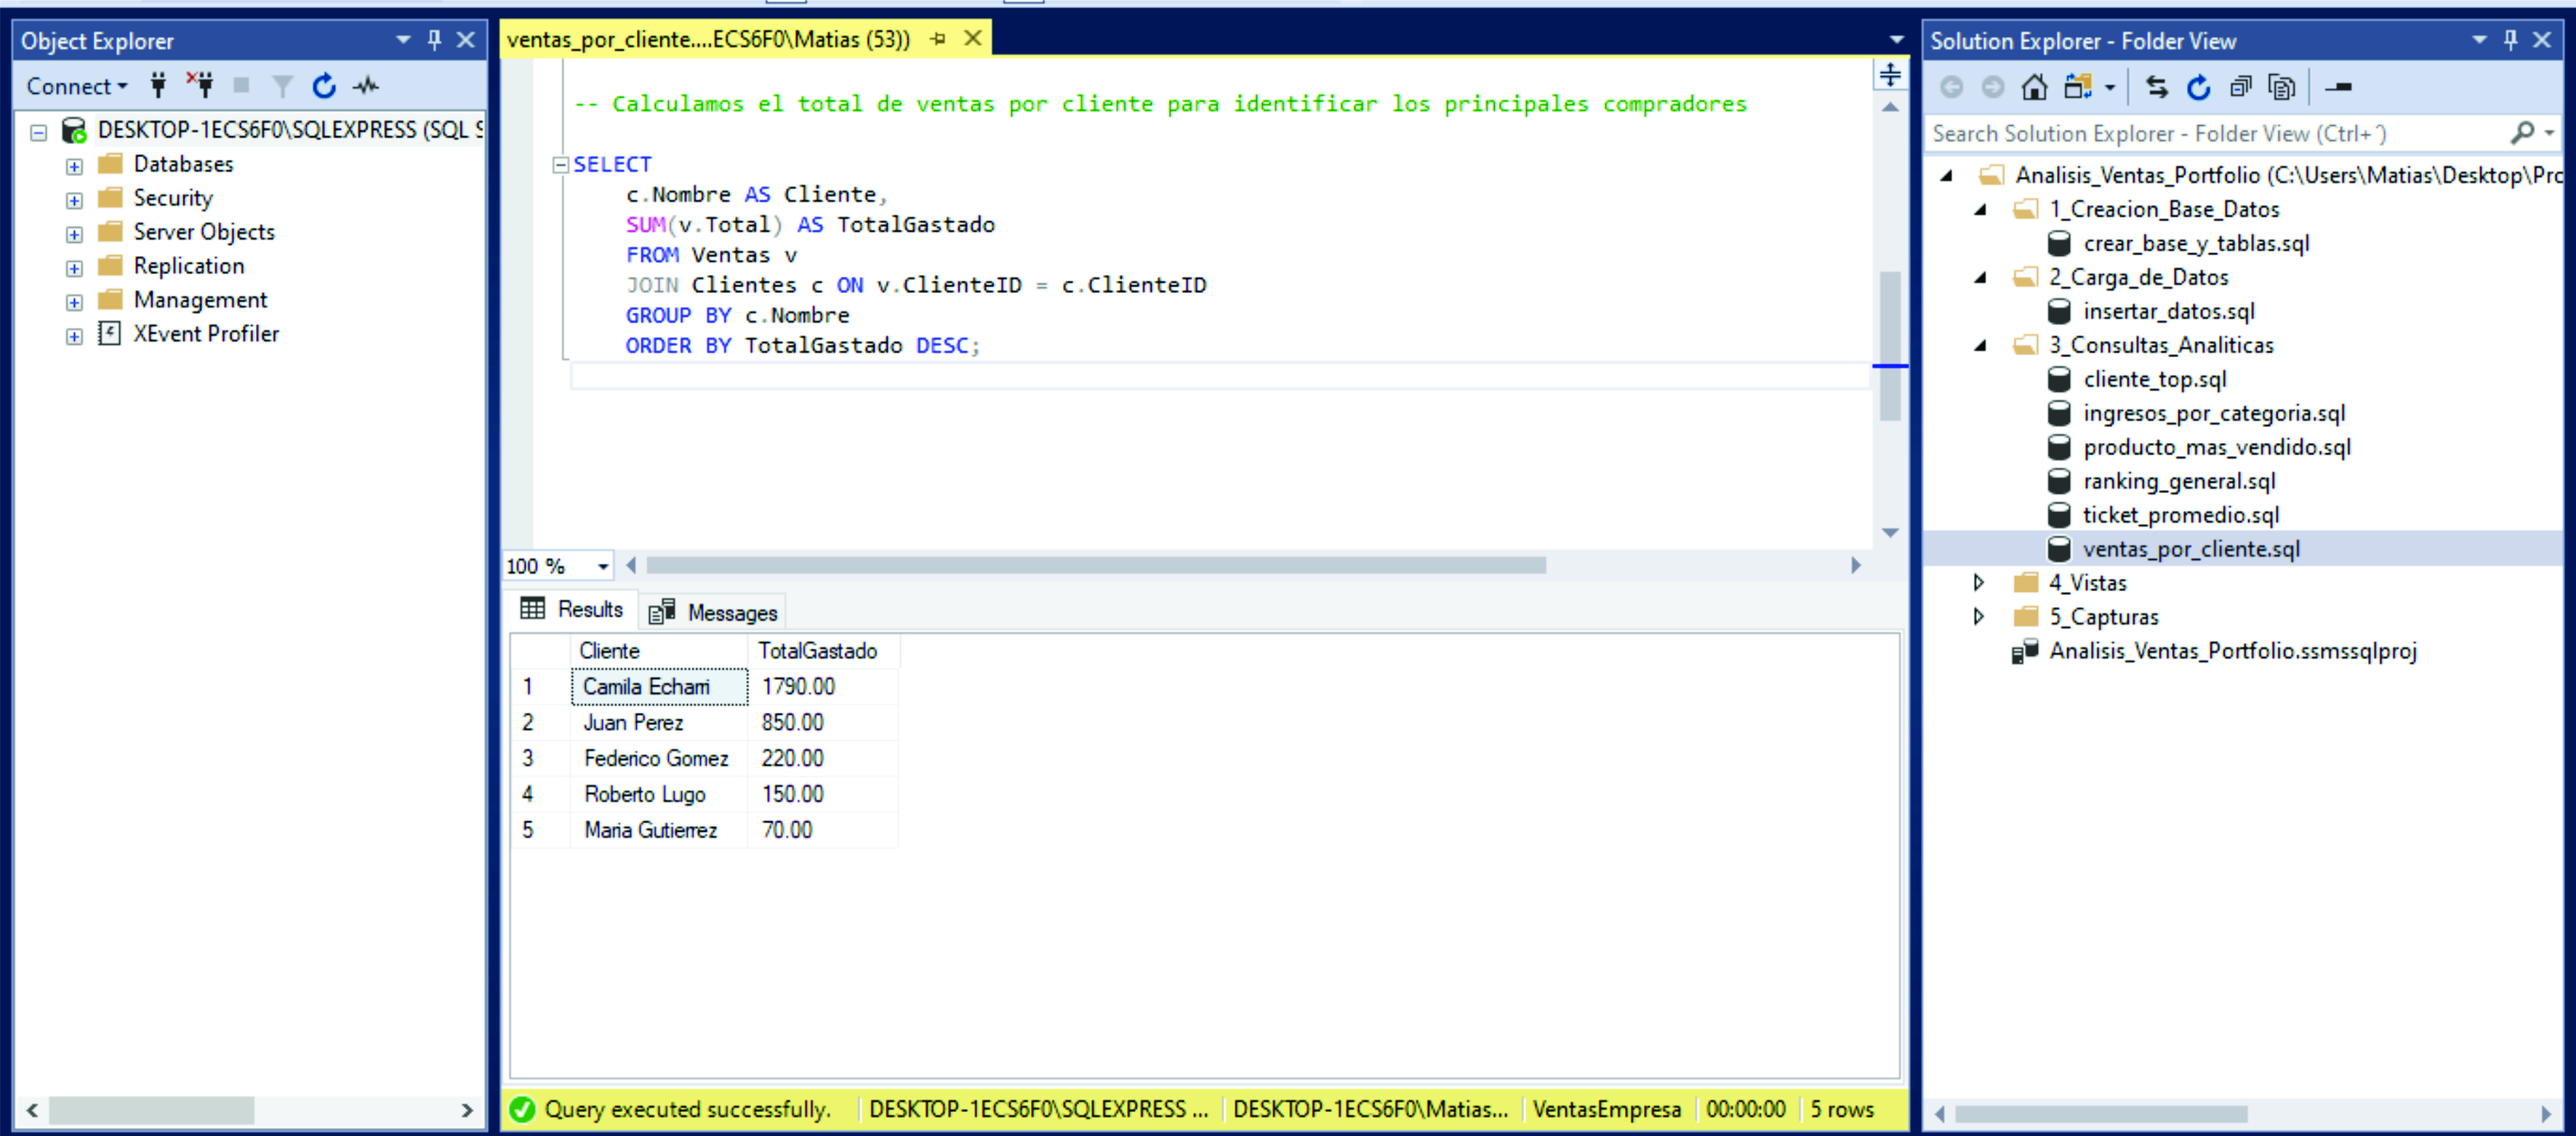 Object Explorer
Connect
DESKTOP-1ECS6F0\SQLEXPRESS (SQL S
Databases
Security
Server Objects
Replication
Management
XEvent Profiler
ventas_por_cliente....ECS6F0\Matias (53))
-- Calculamos el total de ventas por cliente para identificar los principales compradores
SELECT
c.Nombre AS Cliente,
SUM(v.Total) AS TotalGastado
FROM Ventas v
JOIN Clientes c ON v.ClienteID = c.ClienteID
GROUP BY c.Nombre
ORDER BY TotalGastado DESC;
100 %
Results Messages
Cliente TotalGastado
1 Camila Echarri 1790.00
2 Juan Perez 850.00
3 Federico Gomez 220.00
4 Roberto Lugo 150.00
5 Maria Gutierrez 70.00
Query executed successfully. DESKTOP-1ECS6F0\SQLEXPRESS ... DESKTOP-1ECS6F0\Matias... VentasEmpresa 00:00:00 5 rows
Solution Explorer - Folder View
Search Solution Explorer - Folder View (Ctrl+´)
Analisis_Ventas_Portfolio (C:\Users\Matias\Desktop\Pro
1_Creacion_Base_Datos
crear_base_y_tablas.sql
2_Carga_de_Datos
insertar_datos.sql
3_Consultas_Analiticas
cliente_top.sql
ingresos_por_categoria.sql
producto_mas_vendido.sql
ranking_general.sql
ticket_promedio.sql
ventas_por_cliente.sql
4_Vistas
5_Capturas
Analisis_Ventas_Portfolio.ssmssqlproj